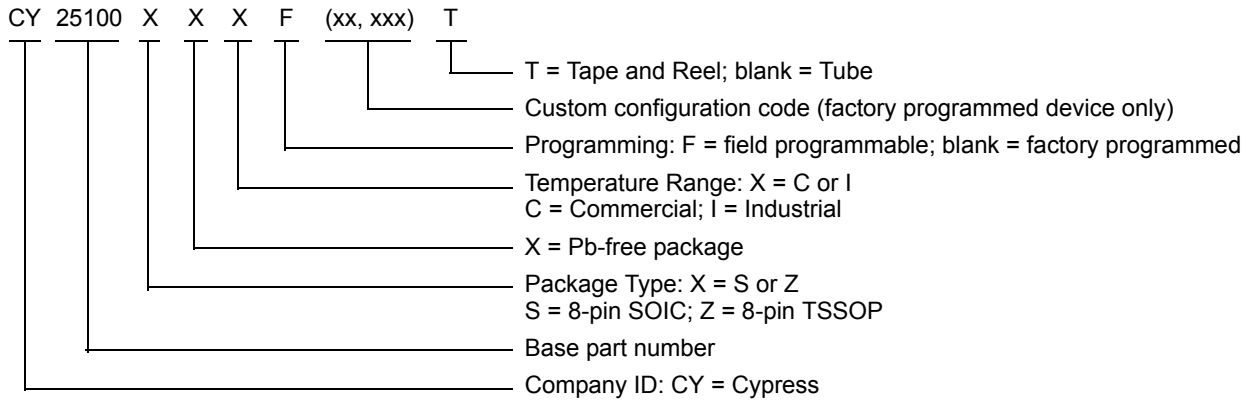 CY 25100 X X X F (xx, xxx) T
T = Tape and Reel; blank = Tube
Custom configuration code (factory programmed device only)
Programming: F = field programmable; blank = factory programmed
Temperature Range: X = C or I
C = Commercial; I = Industrial
X = Pb-free package
Package Type: X = S or Z
S = 8-pin SOIC; Z = 8-pin TSSOP
Base part number
Company ID: CY = Cypress